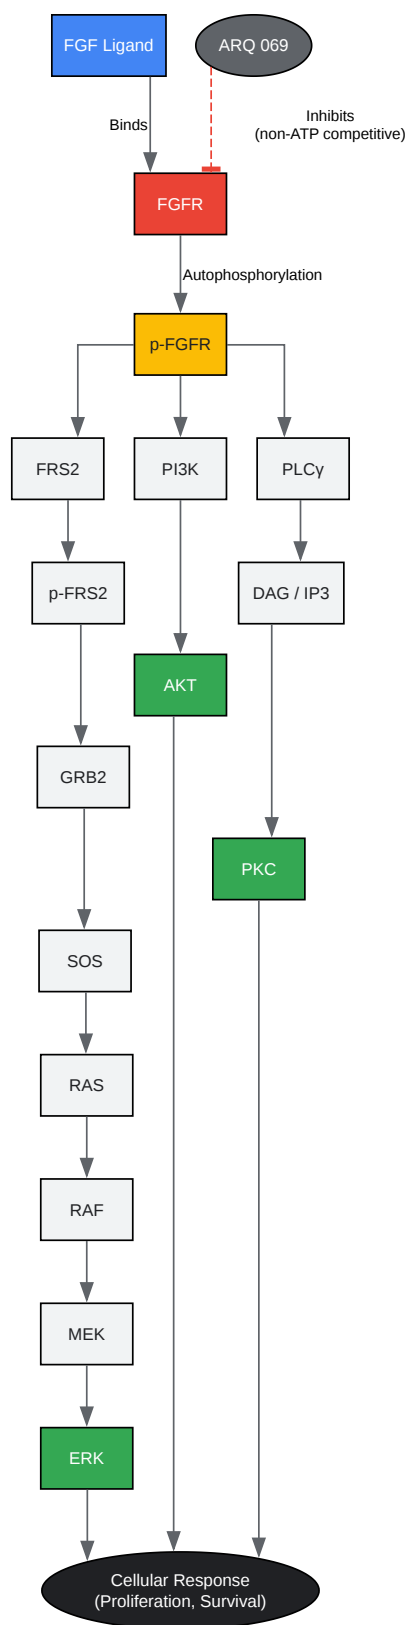 FGF Ligand
ARQ 069
Binds
Inhibits
(non-ATP competitive)
FGFR
Autophosphorylation
p-FGFR
FRS2
PI3K
PLCγ
p-FRS2
DAG / IP3
AKT
GRB2
PKC
SOS
RAS
RAF
MEK
ERK
Cellular Response
(Proliferation, Survival)